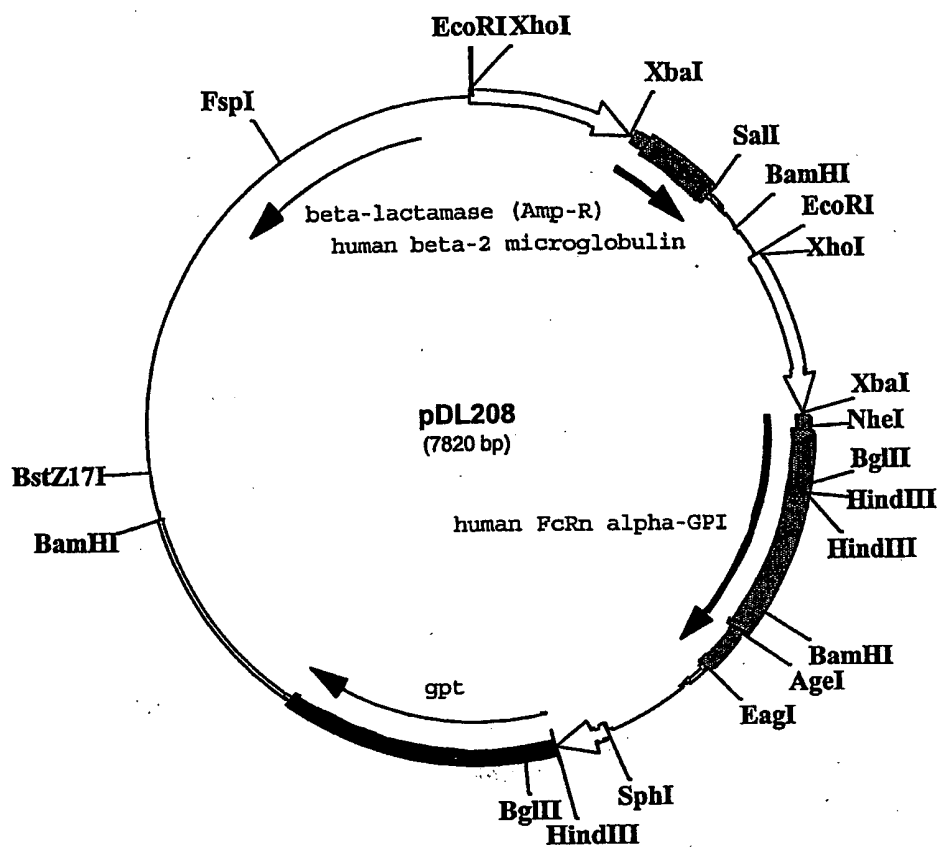 EcoRI XhoI
XbaI
FspI
SalI
BamHI
EcoRI
XhoI
beta-lactamase (Amp-R)
human beta-2 microglobulin
XbaI
NheI
pDL208
(7820 bp)
BglII
HindIII
BstZ17I
human FcRn alpha-GPI
HindIII
BamHI
BamHI
AgeI
gpt
EagI
SphI
BglII
HindIII